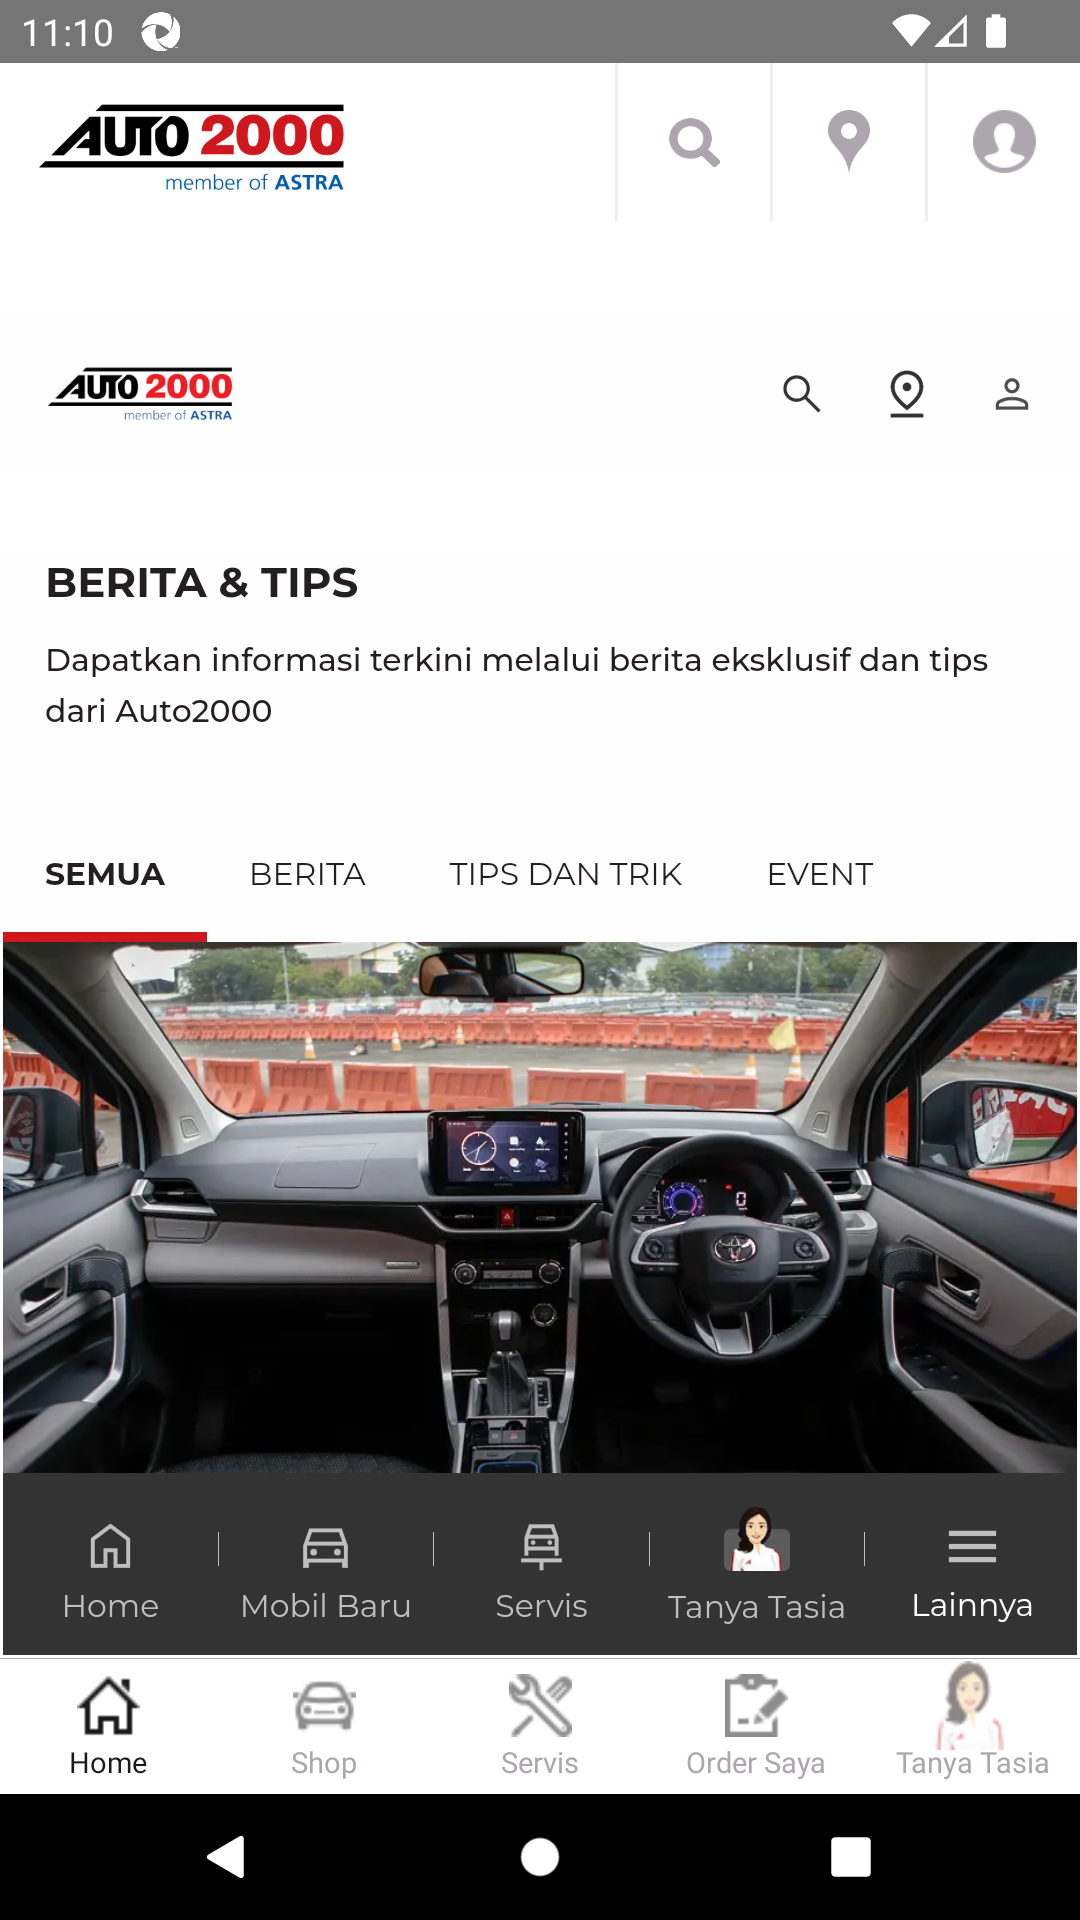 11:10
AUTO 2000
member of ASTRA
AUTO 2000
member of ASTRA
BERITA & TIPS
Dapatkan informasi terkini melalui berita eksklusif dan tips
dari Auto2000
SEMUA BERITA TIPS DAN TRIK EVENT
Home Mobil Baru Servis Tanya Tasia Lainnya
Home Shop Servis Order Saya Tanya Tasia